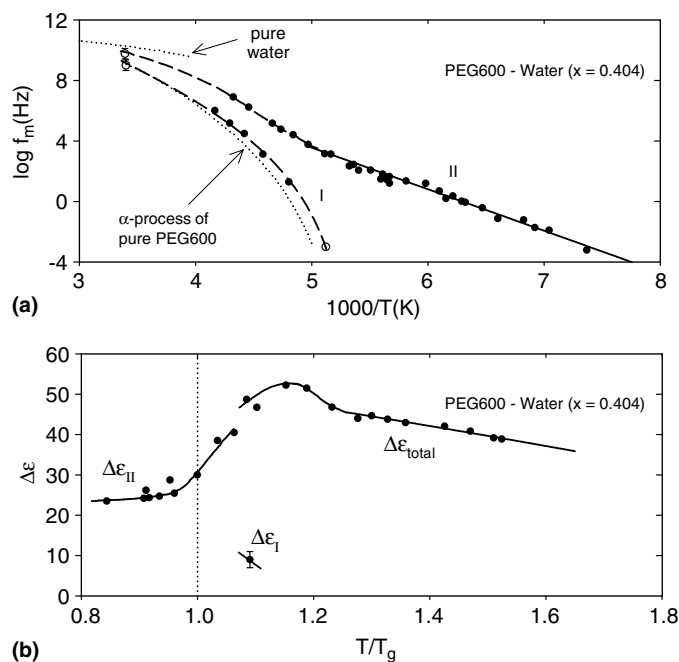 12
8
4
0
-4
log f_m(Hz)
pure
water
PEG600 - Water (x = 0.404)
II
I
α-process of
pure PEG600
3
4
5
6
7
8
1000/T(K)
(a)
60
50
40
30
20
10
0
Δε
PEG600 - Water (x = 0.404)
Δε_II
Δε_total
Δε_I
0.8
1.0
1.2
1.4
1.6
1.8
T/T_g
(b)